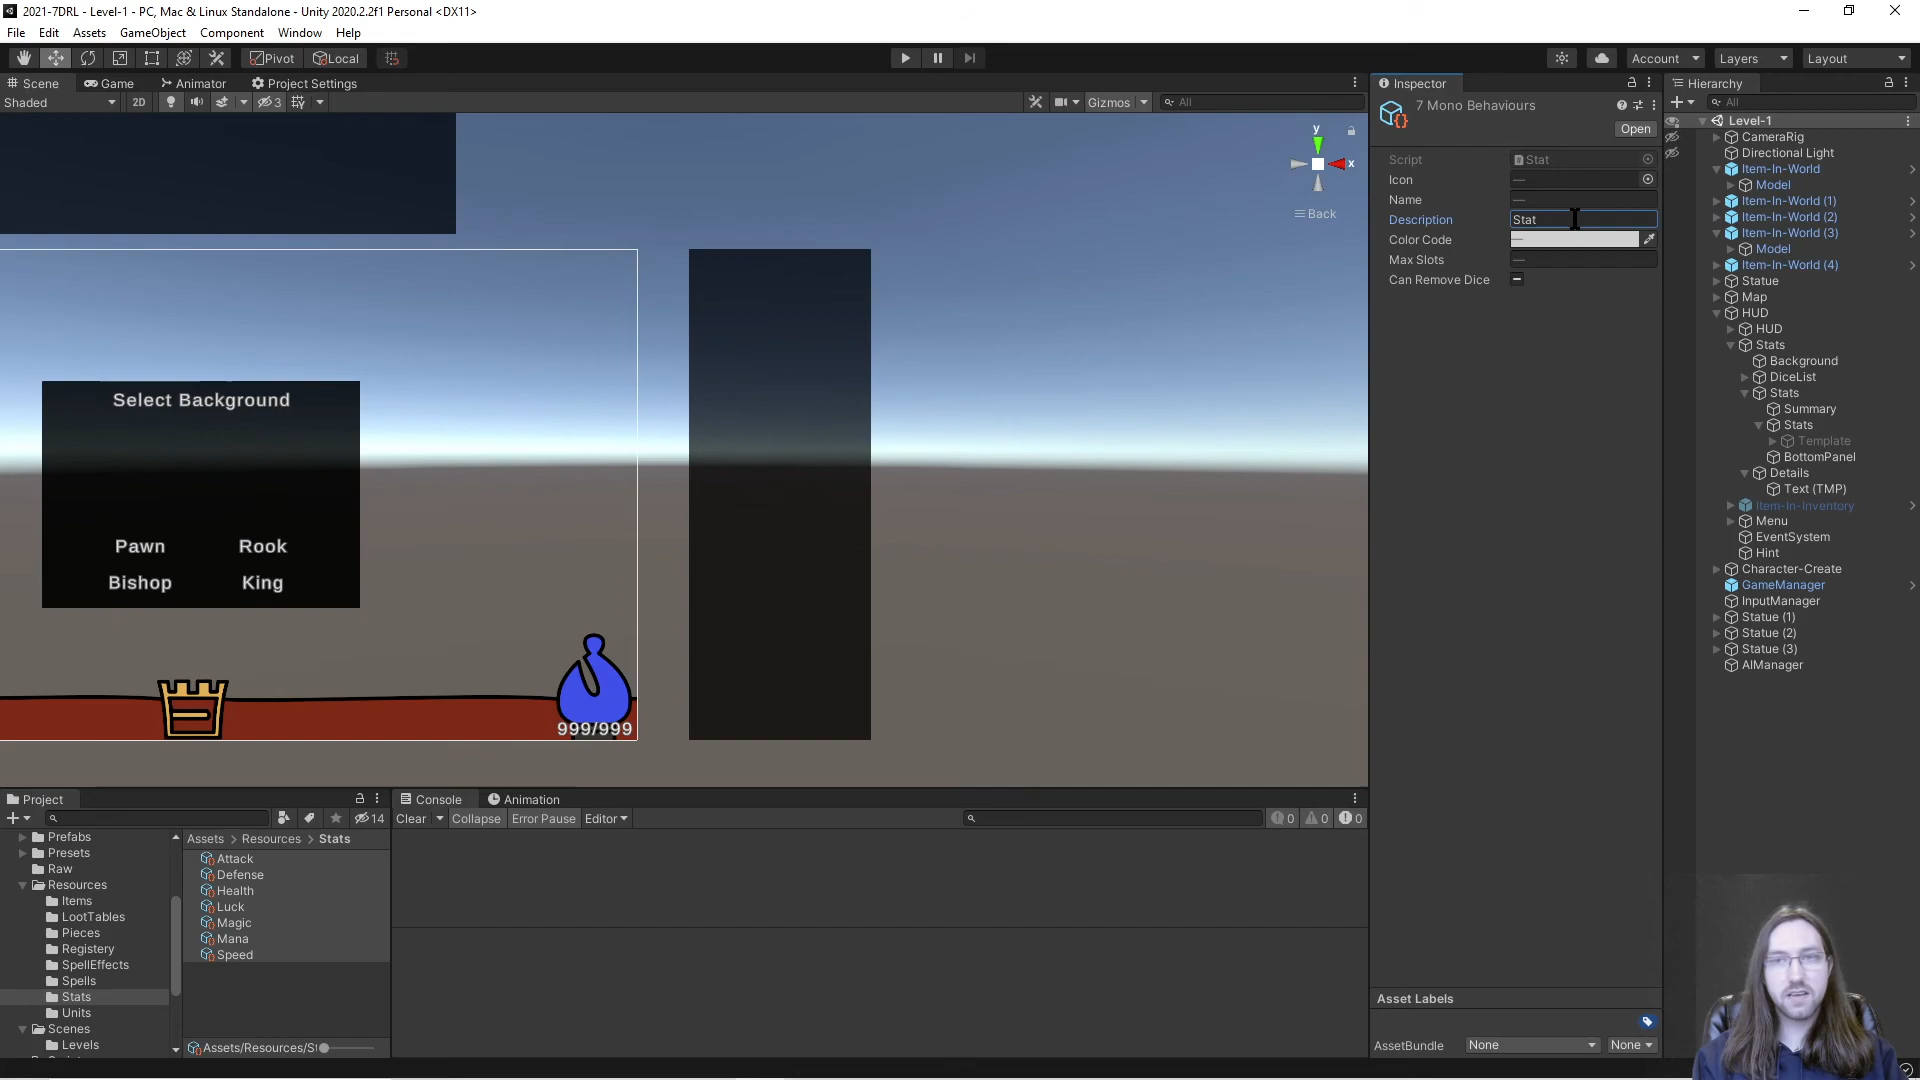 2021-7DRL - Level-1 - PC, Mac & Linux Standalone - Unity 2020.2.2f1 Personal <DX11>
File Edit Assets GameObject Component Window Help
Pivot Local
Account Layers Layout
Scene Game Animator Project Settings
Shaded 2D 3 Gizmos All
y
x
Back
Select Background
Pawn Rook
Bishop King
999/999
Inspector
7 Mono Behaviours
Open
Script Stat
Icon —
Name —
Description Stat
Color Code —
Max Slots —
Can Remove Dice
Asset Labels
AssetBundle None None
Hierarchy
All
Level-1
CameraRig
Directional Light
Item-In-World
Model
Item-In-World (1)
Item-In-World (2)
Item-In-World (3)
Model
Item-In-World (4)
Statue
Map
HUD
HUD
Stats
Background
DiceList
Stats
Summary
Stats
Template
BottomPanel
Details
Text (TMP)
Item-In-Inventory
Menu
EventSystem
Hint
Character-Create
GameManager
InputManager
Statue (1)
Statue (2)
Statue (3)
AIManager
Project
14
Prefabs
Presets
Raw
Resources
Items
LootTables
Pieces
Registery
SpellEffects
Spells
Stats
Units
Scenes
Levels
Assets > Resources > Stats
Attack
Defense
Health
Luck
Magic
Mana
Speed
Assets/Resources/St
Console Animation
Clear Collapse Error Pause Editor 0 0 0